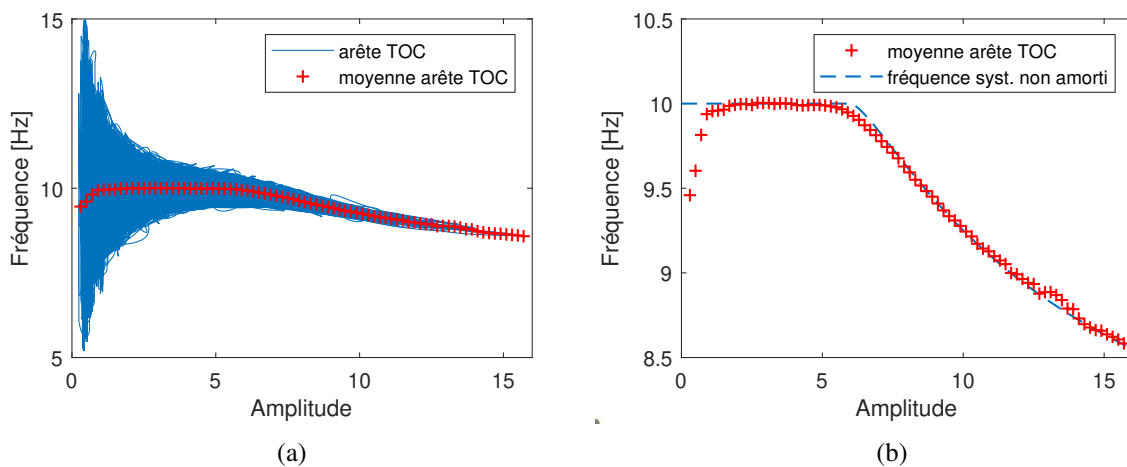 15
10
5
0
5
10
15
Fréquence [Hz]
Amplitude
arête TOC
moyenne arête TOC
(a)
10.5
10
9.5
9
8.5
0
5
10
15
Fréquence [Hz]
Amplitude
moyenne arête TOC
fréquence syst. non amorti
(b)